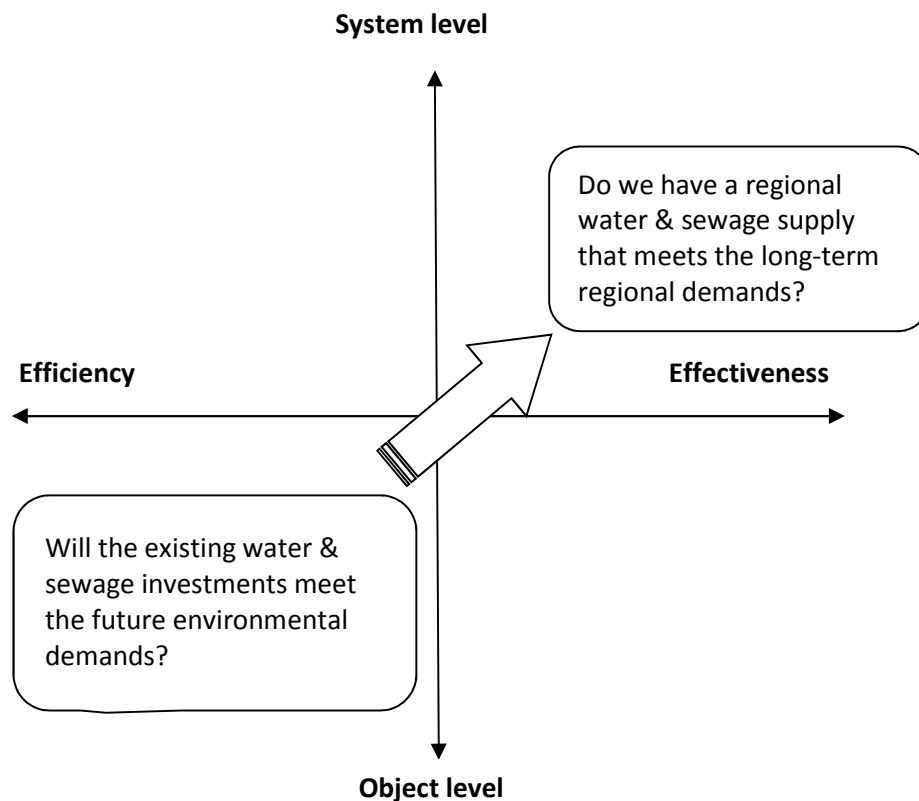 System level
Do we have a regional
water & sewage supply
that meets the long-term
regional demands?
Efficiency
Effectiveness
Will the existing water &
sewage investments meet
the future environmental
demands?
Object level